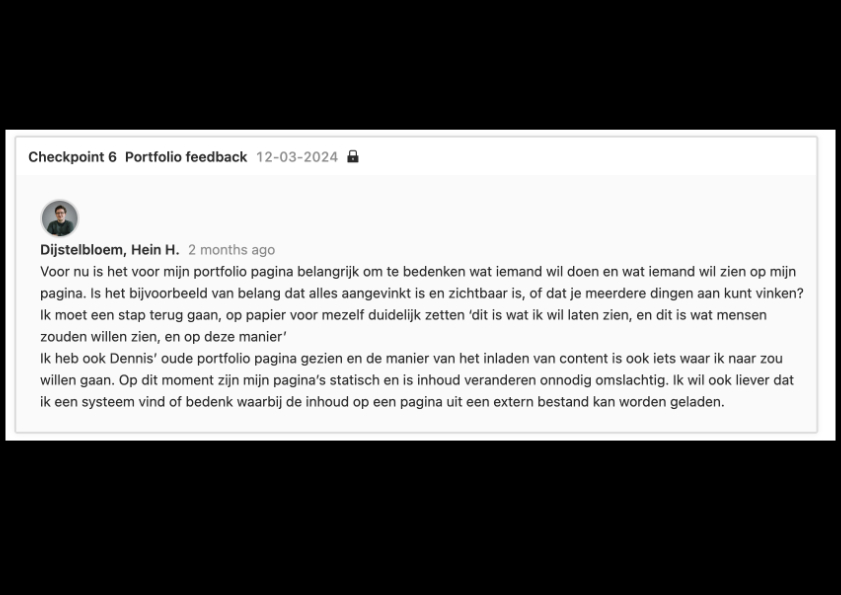 Checkpoint 6 Portfolio feedback 12-03-2024
Dijstelbloem, Hein H. 2 months ago
Voor nu is het voor mijn portfolio pagina belangrijk om te bedenken wat iemand wil doen en wat iemand wil zien op mijn
pagina. Is het bijvoorbeeld van belang dat alles aangevinkt is en zichtbaar is, of dat je meerdere dingen aan kunt vinken?
Ik moet een stap terug gaan, op papier voor mezelf duidelijk zetten ‘dit is wat ik wil laten zien, en dit is wat mensen
zouden willen zien, en op deze manier’
Ik heb ook Dennis’ oude portfolio pagina gezien en de manier van het inladen van content is ook iets waar ik naar zou
willen gaan. Op dit moment zijn mijn pagina’s statisch en is inhoud veranderen onnodig omslachtig. Ik wil ook liever dat
ik een systeem vind of bedenk waarbij de inhoud op een pagina uit een extern bestand kan worden geladen.